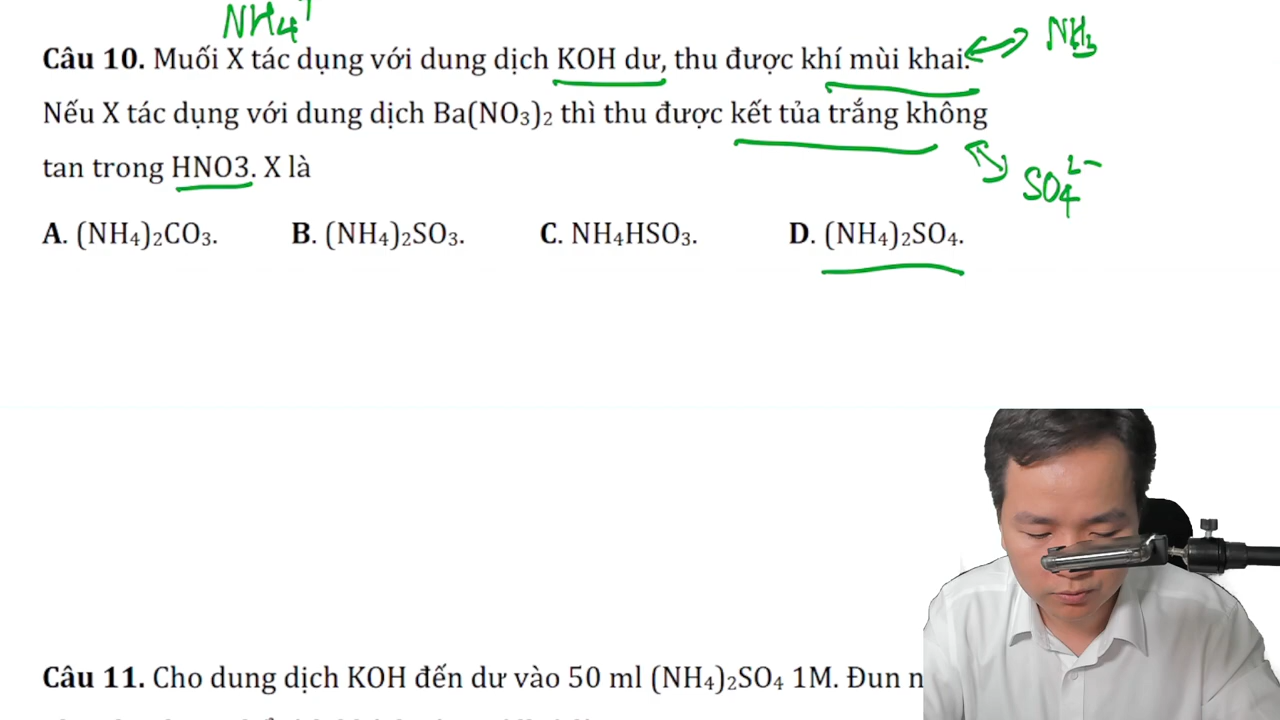 NH₄⁺
Câu 10. Muối X tác dụng với dung dịch KOH dư, thu được khí mùi khai. NH₃
Nếu X tác dụng với dung dịch Ba(NO₃)₂ thì thu được kết tủa trắng không
tan trong HNO3. X là SO₄²⁻
A. (NH₄)₂CO₃. B. (NH₄)₂SO₃. C. NH₄HSO₃. D. (NH₄)₂SO₄.
Câu 11. Cho dung dịch KOH đến dư vào 50 ml (NH₄)₂SO₄ 1M. Đun